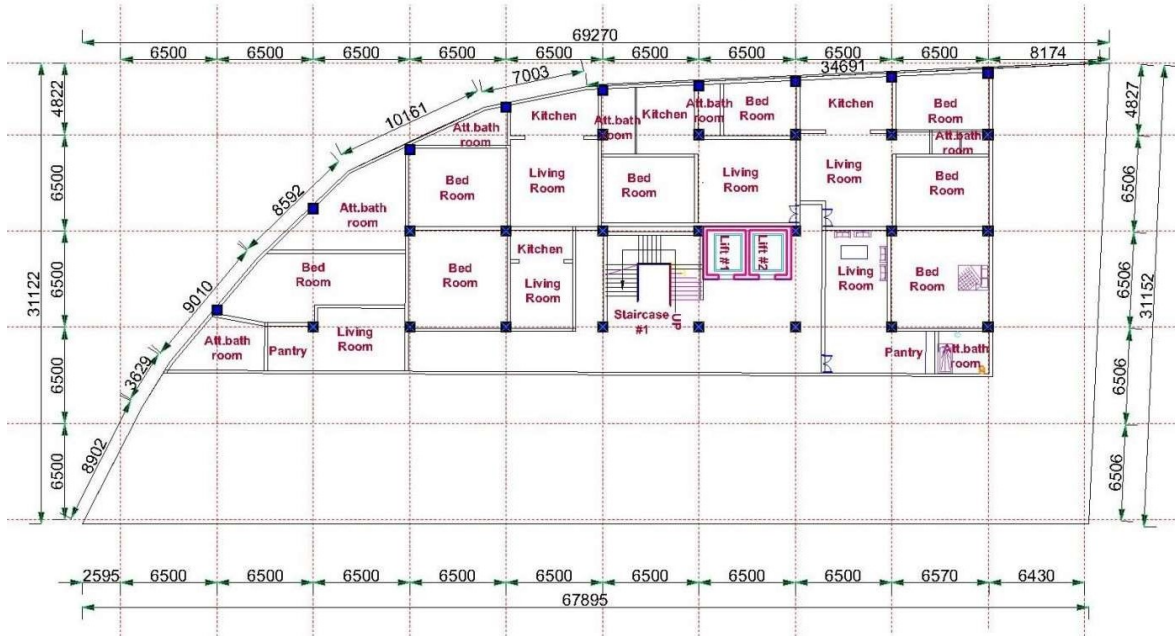 69270
6500 6500 6500 6500 6500 6500 6500 6500 6500 8174
7003
34691
4822
10161
4827
Kitchen
Att.bath room
Kitchen
Att.bath room
Bed Room
Kitchen
Bed Room
Att.bath room
Att.bath room
6500
8592
Bed Room
Living Room
Bed Room
Living Room
Living Room
Bed Room
6506
Att.bath room
31122
6500
9010
Bed Room
Bed Room
Kitchen
Living Room
Lift #1
Lift #2
Living Room
Bed Room
6506
31152
Staircase #1
UP
6500
3629
Att.bath room
Pantry
Living Room
Pantry
Att.bath room
6506
6500
8902
6506
2595 6500 6500 6500 6500 6500 6500 6500 6500 6570 6430
67895